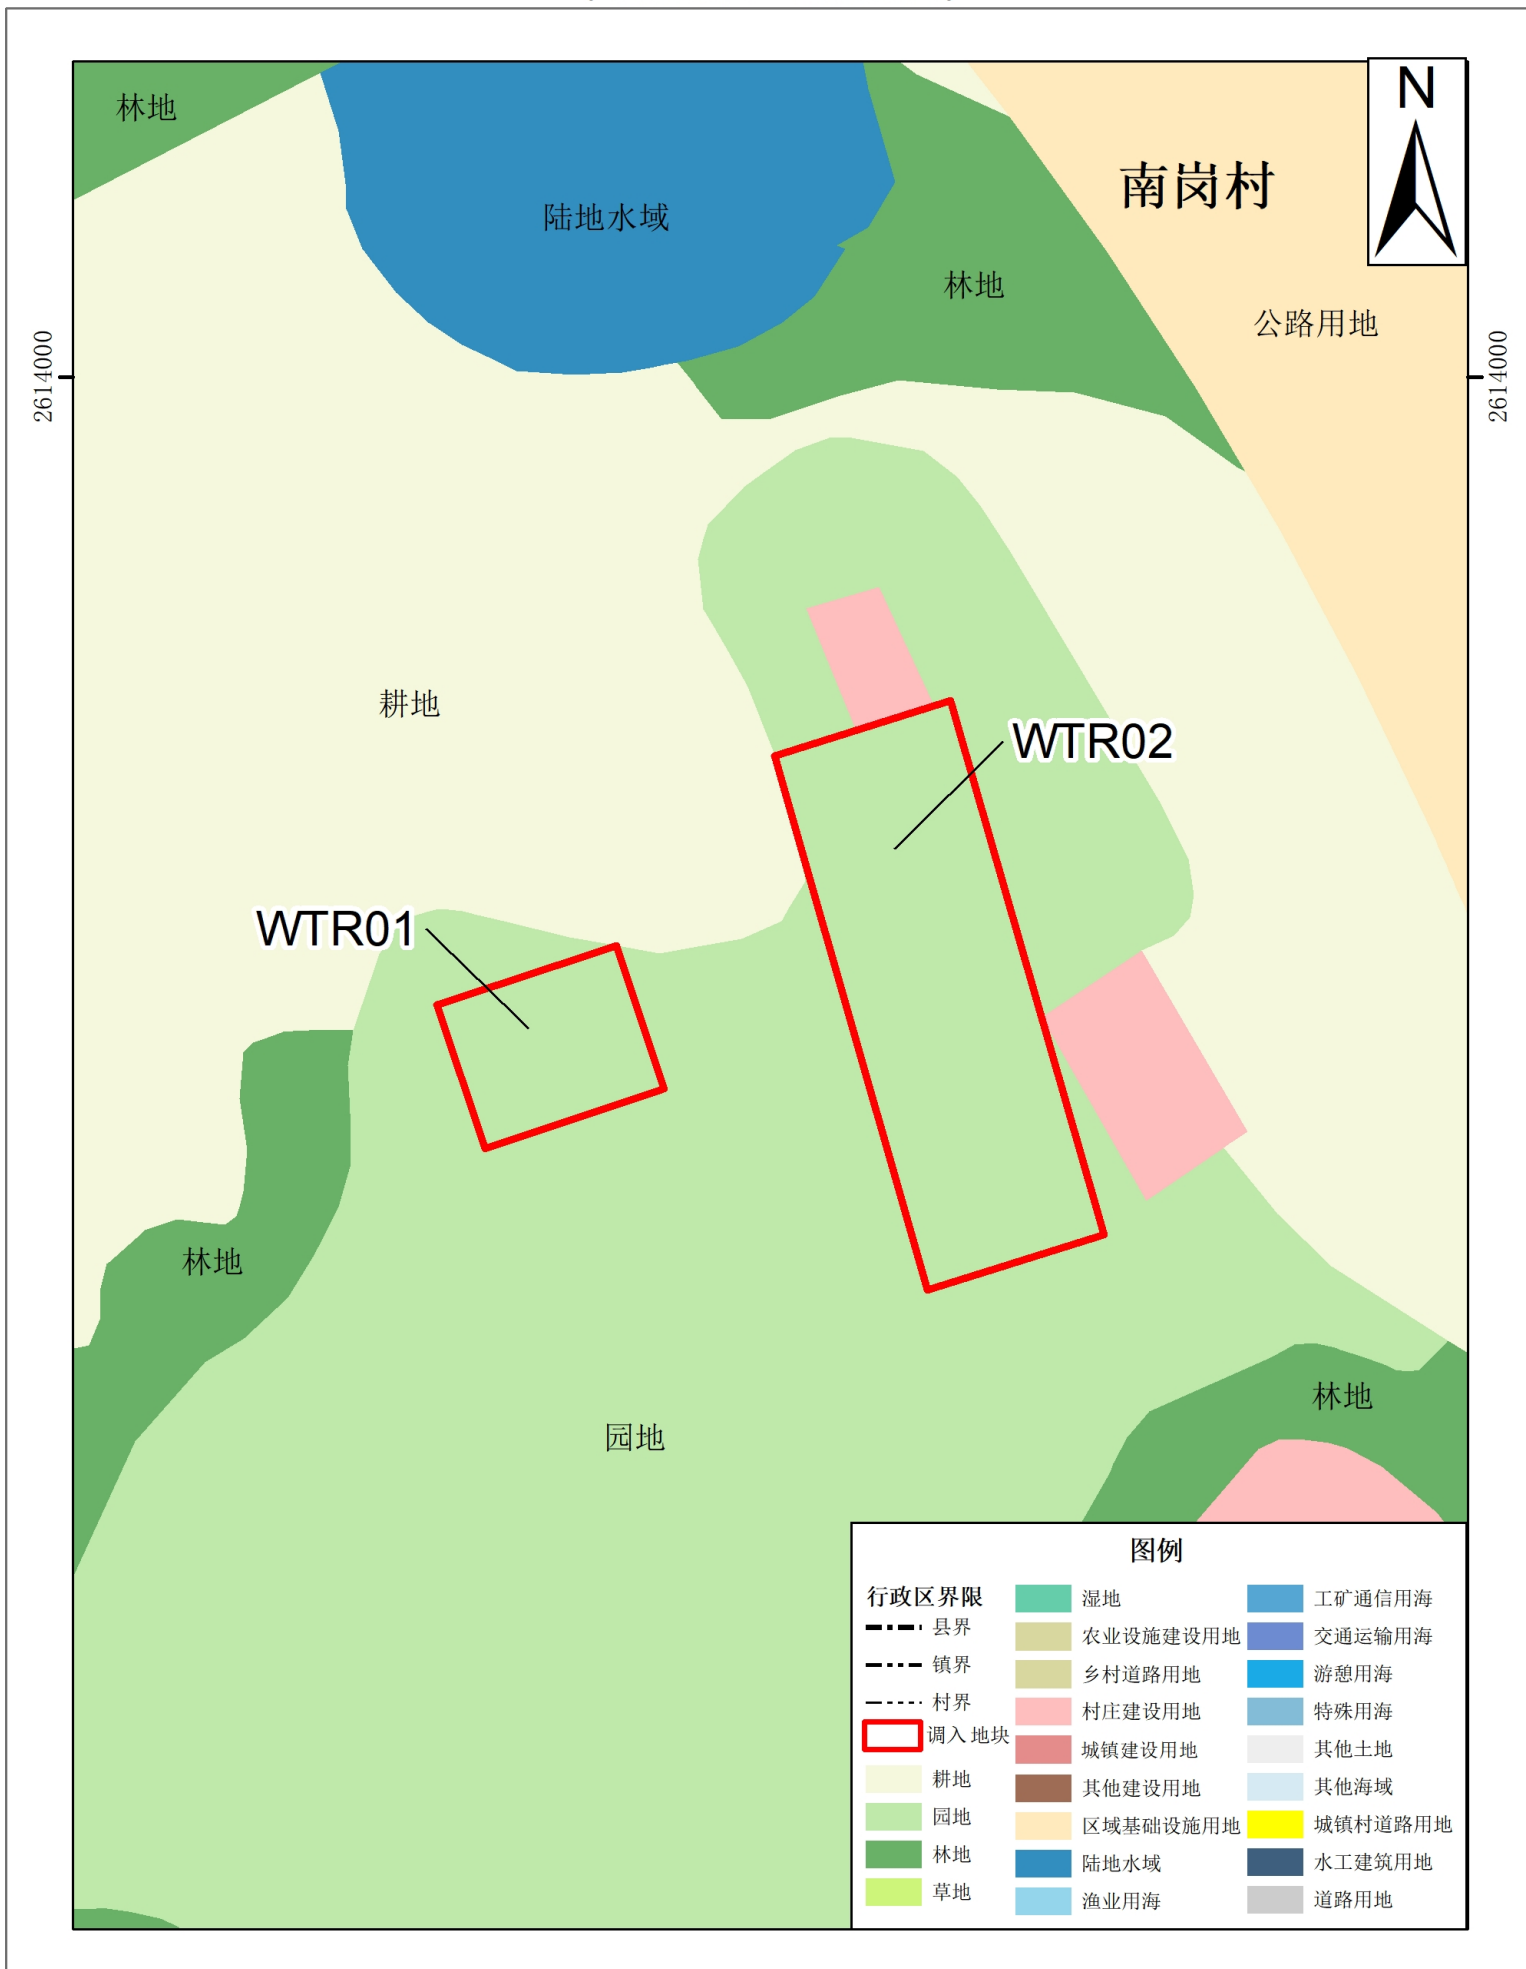 林地
N
南岗村
陆地水域
林地
公路用地
2614000
2614000
耕地
WTR02
WTR01
林地
林地
园地
图例
行政区界限
县界
镇界
村界
调入地块
耕地
园地
林地
草地
湿地
农业设施建设用地
乡村道路用地
村庄建设用地
城镇建设用地
其他建设用地
区域基础设施用地
陆地水域
渔业用海
工矿通信用海
交通运输用海
游憩用海
特殊用海
其他土地
其他海域
城镇村道路用地
水工建筑用地
道路用地